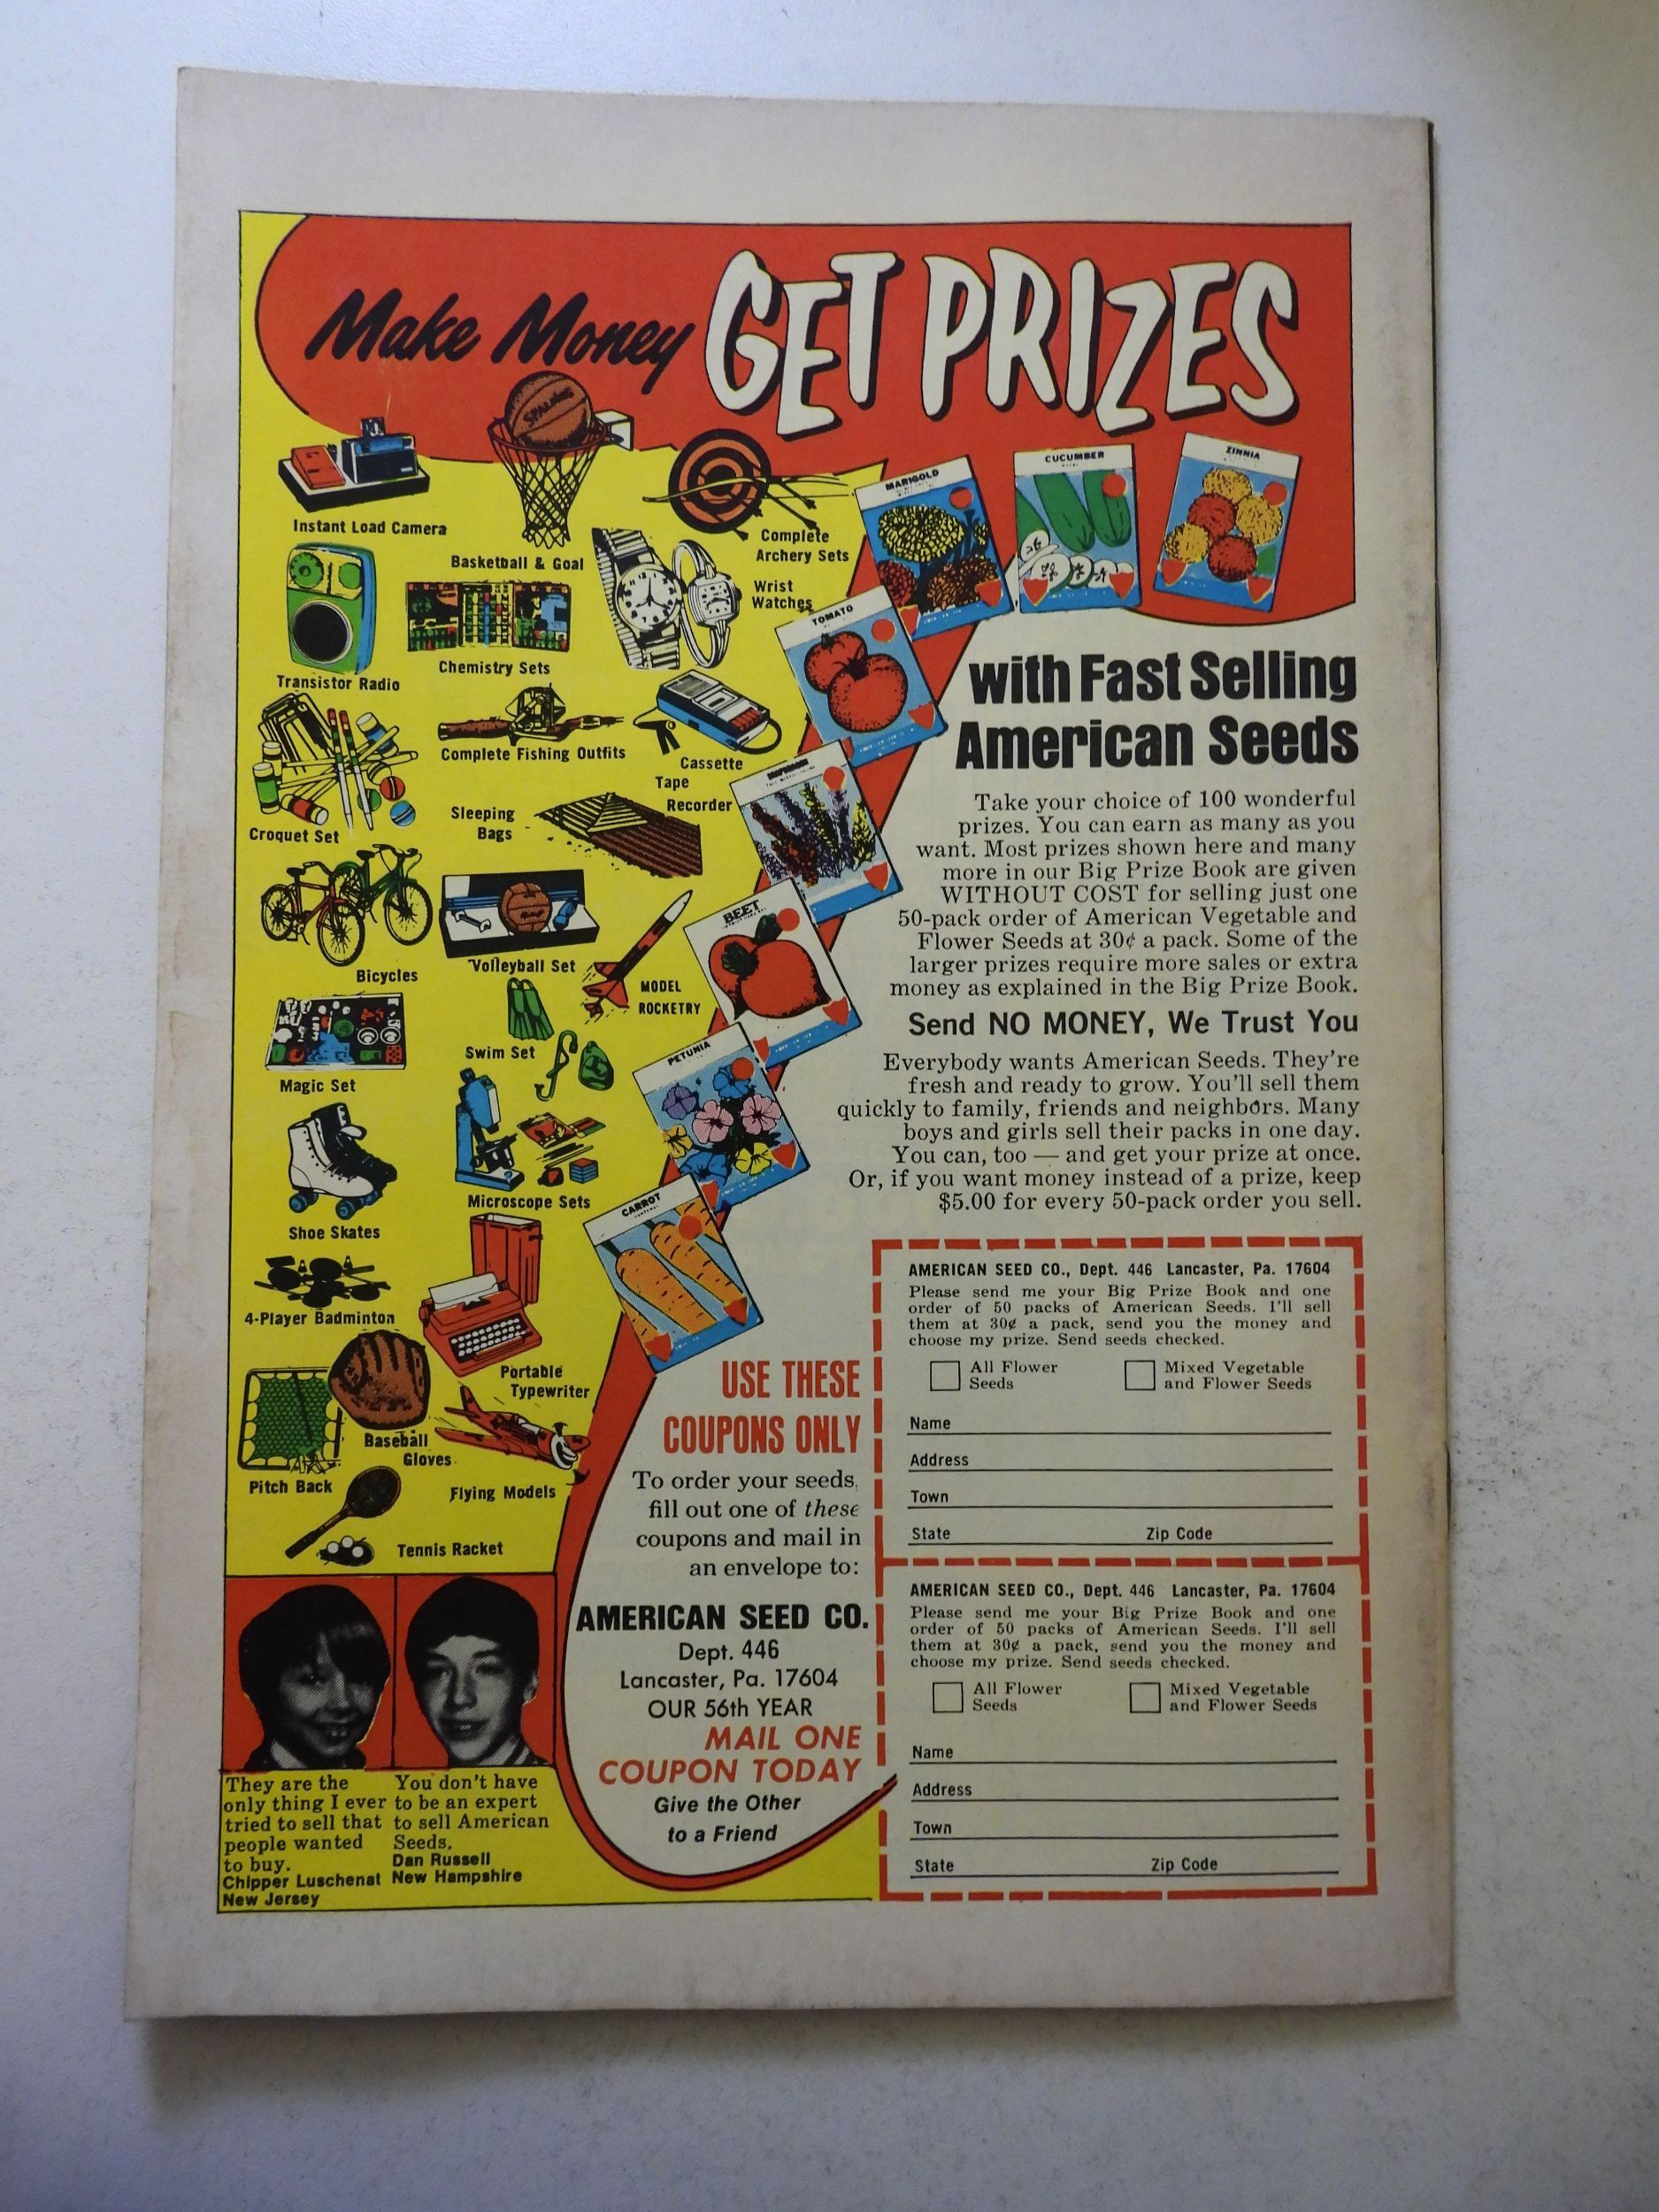 Make Money GET PRIZES
SPALDING
Instant Load Camera
Basketball & Goal
Complete
Archery Sets
Wrist
Watches
Transistor Radio
Chemistry Sets
Complete Fishing Outfits
Cassette
Tape
Recorder
Croquet Set
Sleeping
Bags
Bicycles
Volleyball Set
MODEL
ROCKETRY
Magic Set
Swim Set
Shoe Skates
Microscope Sets
4-Player Badminton
Portable
Typewriter
Pitch Back
Baseball
Gloves
Flying Models
Tennis Racket
MARIGOLD
CUCUMBER
ZINNIA
TOMATO
BEET
PETUNIA
CARROT
with Fast Selling
American Seeds
Take your choice of 100 wonderful
prizes. You can earn as many as you
want. Most prizes shown here and many
more in our Big Prize Book are given
WITHOUT COST for selling just one
50-pack order of American Vegetable and
Flower Seeds at 30¢ a pack. Some of the
larger prizes require more sales or extra
money as explained in the Big Prize Book.
Send NO MONEY, We Trust You
Everybody wants American Seeds. They're
fresh and ready to grow. You'll sell them
quickly to family, friends and neighbors. Many
boys and girls sell their packs in one day.
You can, too — and get your prize at once.
Or, if you want money instead of a prize, keep
$5.00 for every 50-pack order you sell.
USE THESE
COUPONS ONLY
To order your seeds,
fill out one of these
coupons and mail in
an envelope to:
AMERICAN SEED CO.
Dept. 446
Lancaster, Pa. 17604
OUR 56th YEAR
MAIL ONE
COUPON TODAY
Give the Other
to a Friend
AMERICAN SEED CO., Dept. 446 Lancaster, Pa. 17604
Please send me your Big Prize Book and one
order of 50 packs of American Seeds. I'll sell
them at 30¢ a pack, send you the money and
choose my prize. Send seeds checked.
All Flower
Seeds
Mixed Vegetable
and Flower Seeds
Name
Address
Town
State Zip Code
AMERICAN SEED CO., Dept. 446 Lancaster, Pa. 17604
Please send me your Big Prize Book and one
order of 50 packs of American Seeds. I'll sell
them at 30¢ a pack, send you the money and
choose my prize. Send seeds checked.
All Flower
Seeds
Mixed Vegetable
and Flower Seeds
Name
Address
Town
State Zip Code
They are the
only thing I ever
tried to sell that
people wanted
to buy.
Chipper Luschenat
New Jersey
You don't have
to be an expert
to sell American
Seeds.
Dan Russell
New Hampshire